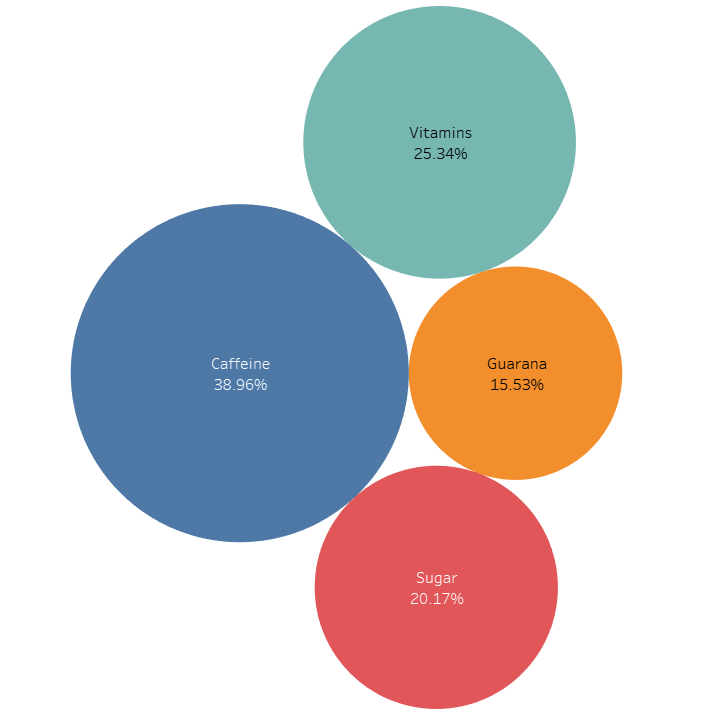 Vitamins
25.34%
Caffeine
38.96%
Guarana
15.53%
Sugar
20.17%